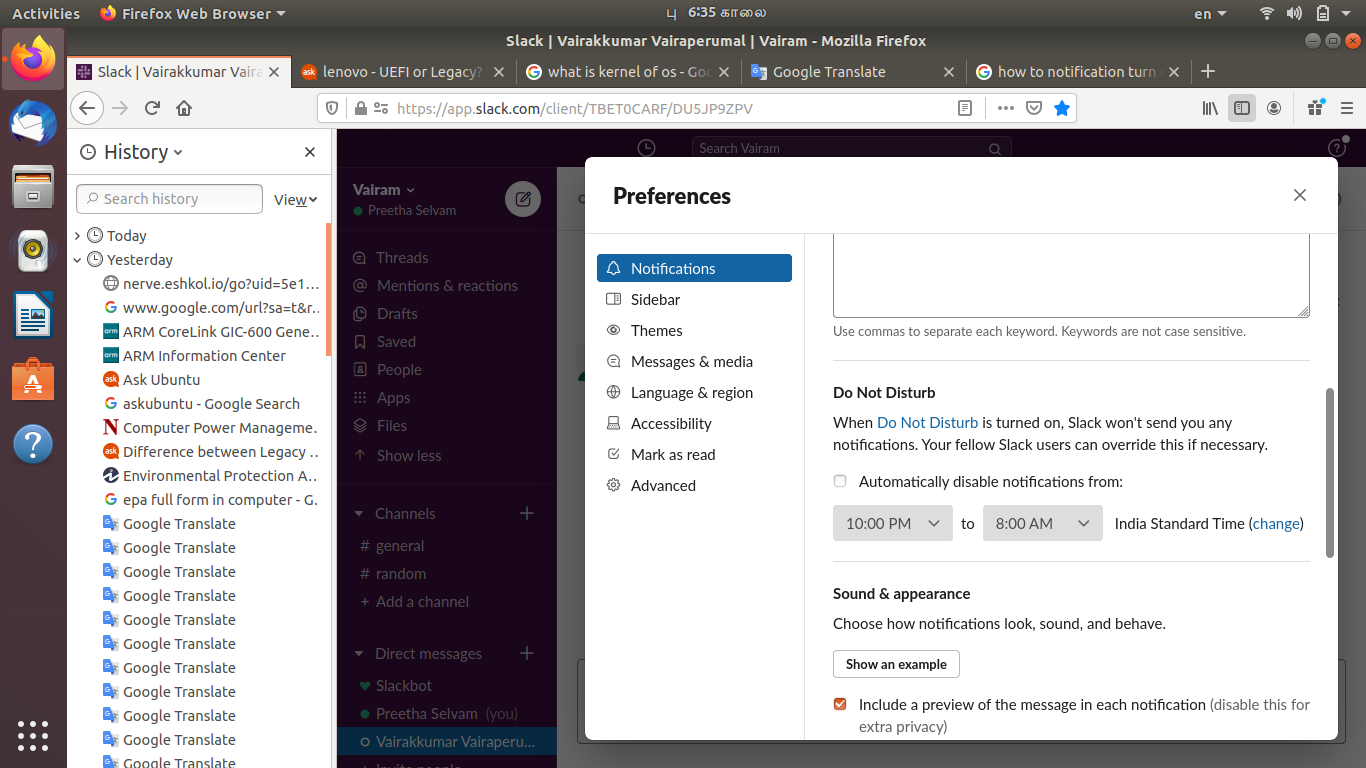 Activities
Firefox Web Browser
பு 6:35 காலை
en
Slack | Vairakkumar Vairaperumal | Vairam - Mozilla Firefox
Slack | Vairakkumar Vaira
lenovo - UEFI or Legacy?
what is kernel of os - Goo
Google Translate
how to notification turn
https://app.slack.com/client/TBET0CARF/DU5JP9ZPV
History
Search history
View
Today
Yesterday
nerve.eshkol.io/go?uid=5e1…
www.google.com/url?sa=t&r…
ARM CoreLink GIC-600 Gene…
ARM Information Center
Ask Ubuntu
askubuntu - Google Search
Computer Power Manageme…
Difference between Legacy …
Environmental Protection A…
epa full form in computer - G…
Google Translate
Google Translate
Google Translate
Google Translate
Google Translate
Google Translate
Google Translate
Google Translate
Google Translate
Google Translate
Google Translate
Search Vairam
Vairam
Preetha Selvam
Threads
Mentions & reactions
Drafts
Saved
People
Apps
Files
Show less
Channels
# general
# random
+ Add a channel
Direct messages
Slackbot
Preetha Selvam (you)
Vairakkumar Vairaperu…
Invite people
Preferences
Notifications
Sidebar
Themes
Messages & media
Language & region
Accessibility
Mark as read
Advanced
Use commas to separate each keyword. Keywords are not case sensitive.
Do Not Disturb
When Do Not Disturb is turned on, Slack won't send you any
notifications. Your fellow Slack users can override this if necessary.
Automatically disable notifications from:
10:00 PM to 8:00 AM India Standard Time (change)
Sound & appearance
Choose how notifications look, sound, and behave.
Show an example
Include a preview of the message in each notification (disable this for
extra privacy)